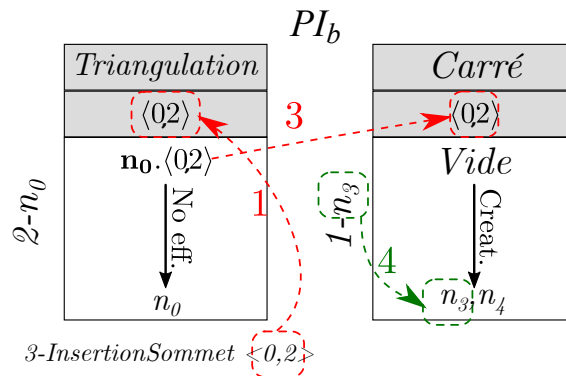 PI_b
Triangulation
⟨0,2⟩
n_0.⟨0,2⟩
No eff.
n_0
2-n_0
3-InsertionSommet <0,2>
1
3
Carré
⟨0,2⟩
Vide
Creat.
n_3,n_4
1-n_3
4